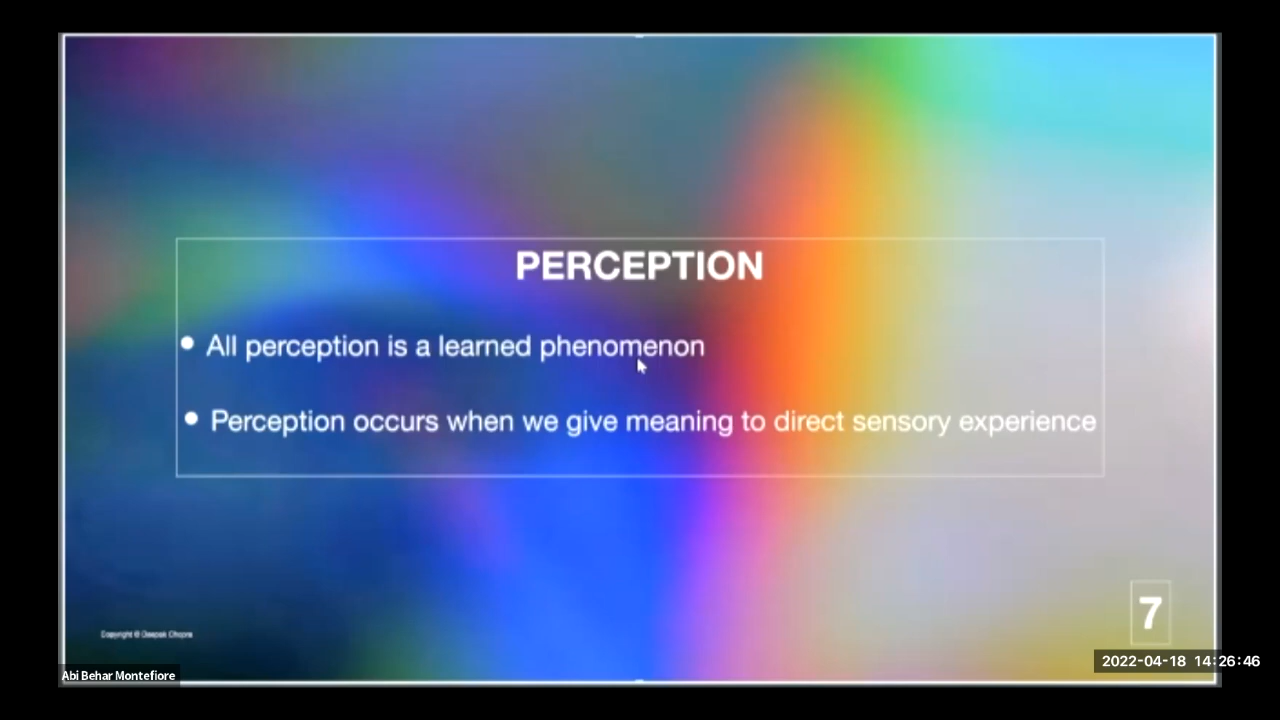 PERCEPTION
• All perception is a learned phenomenon
• Perception occurs when we give meaning to direct sensory experience
7
Copyright © Deepak Chopra
2022-04-18 14:26:46
Abi Behar Montefiore